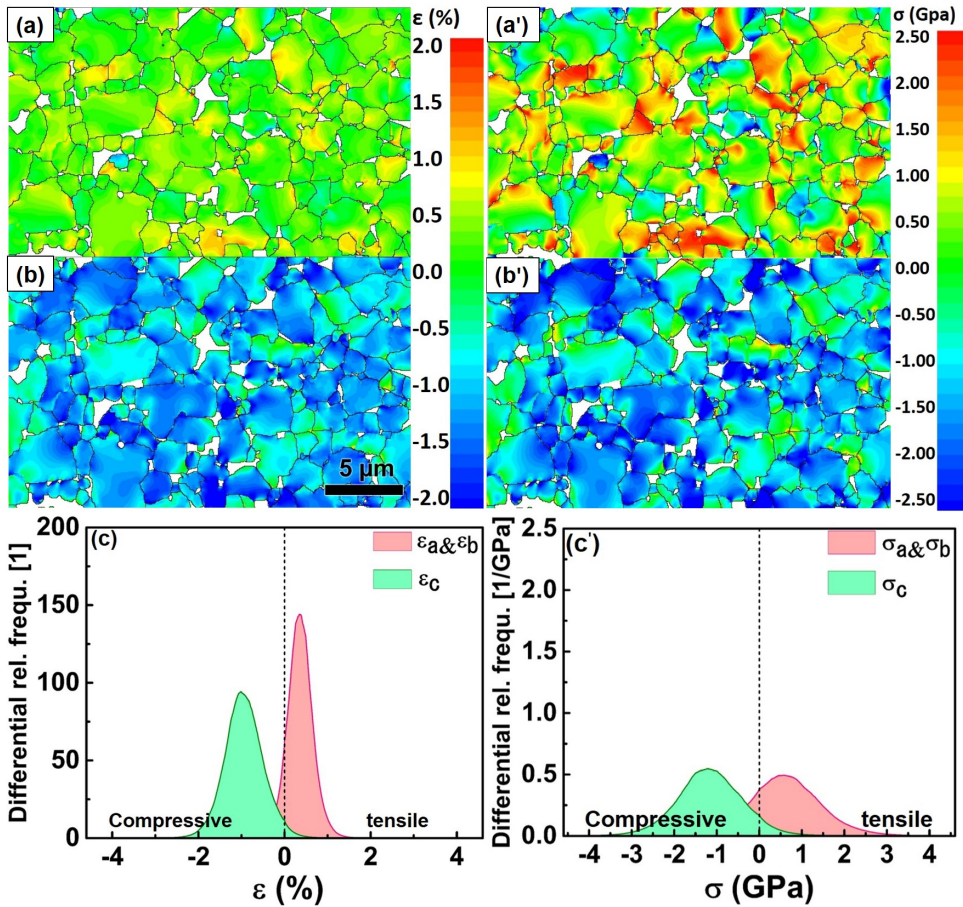 (a)
ε (%)
2.0
1.5
1.0
0.5
0.0
-0.5
-1.0
-1.5
-2.0
(a')
σ (Gpa)
2.50
2.00
1.50
1.00
0.50
0.00
-0.50
-1.00
-1.50
-2.00
-2.50
(b)
5 µm
(b')
(c)
εa&εb
εc
200
150
100
50
0
Differential rel. frequ. [1]
Compressive
tensile
-4 -2 0 2 4
ε (%)
(c')
σa&σb
σc
2.5
2.0
1.5
1.0
0.5
0.0
Differential rel. frequ. [1/GPa]
Compressive
tensile
-4 -3 -2 -1 0 1 2 3 4
σ (GPa)